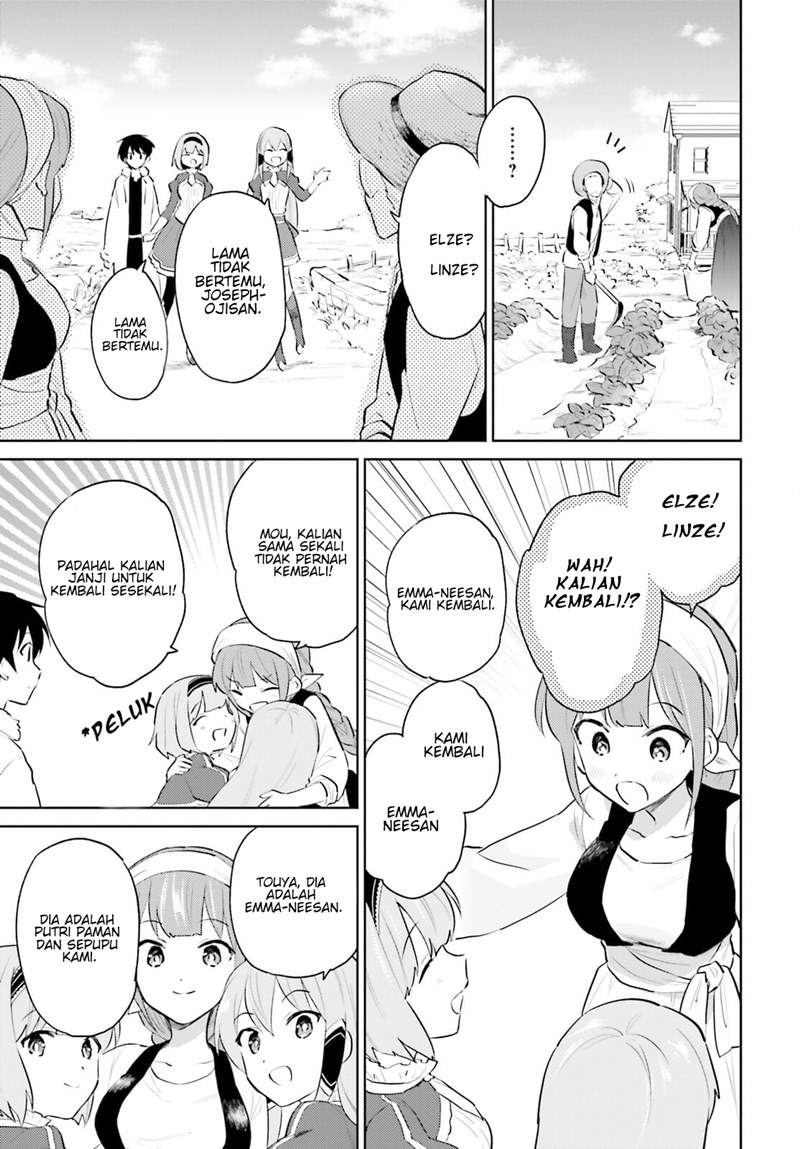 .......?
ELZE?
LINZE?
LAMA
TIDAK
BERTEMU,
JOSEPH-
OJISAN.
LAMA
TIDAK
BERTEMU.
ELZE!
LINZE!
WAH!
KALIAN
KEMBALI!?
EMMA-NEESAN,
KAMI KEMBALI.
KAMI
KEMBALI
EMMA-
NEESAN
MOU, KALIAN
SAMA SEKALI
TIDAK PERNAH
KEMBALI!
PADAHAL KALIAN
JANJI UNTUK
KEMBALI SESEKALI!
*PELUK
TOUYA, DIA
ADALAH
EMMA-NEESAN.
DIA ADALAH
PUTRI PAMAN
DAN SEPUPU
KAMI.